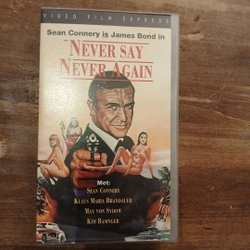 VIDEO FILM EXPRESS
Sean Connery is James Bond in
NEVER SAY
NEVER AGAIN
Met:
SEAN CONNERY
KLAUS MARIA BRANDAUER
MAX VON SYDOW
KIM BASINGER